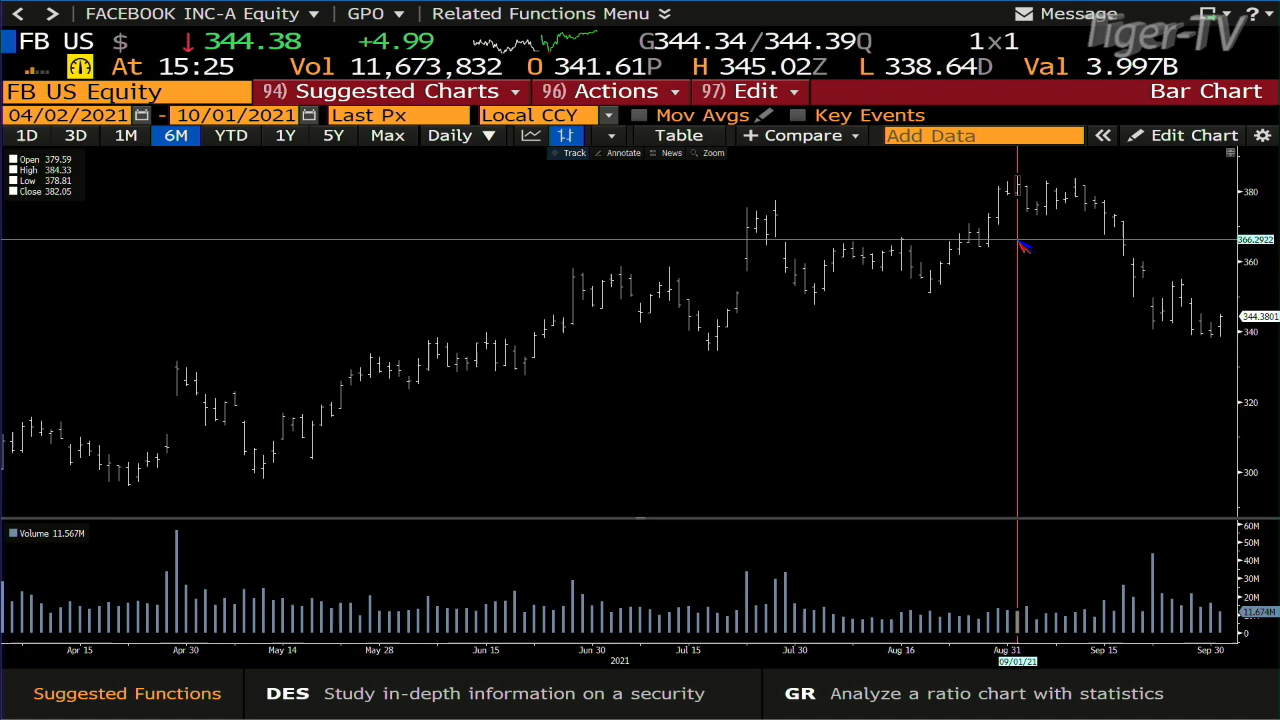 FACEBOOK INC-A Equity GPO Related Functions Menu Message ?
Tiger-TV
FB US $ 344.38 +4.99 G344.34/344.39Q 1x1
At 15:25 Vol 11,673,832 O 341.61P H 345.02Z L 338.64D Val 3.997B
FB US Equity 94) Suggested Charts 96) Actions 97) Edit Bar Chart
04/02/2021 - 10/01/2021 Last Px Local CCY Mov Avgs Key Events
1D 3D 1M 6M YTD 1Y 5Y Max Daily Table + Compare Add Data Edit Chart
Track Annotate News Zoom
Open 379.59
High 384.33
Low 378.81
Close 382.05
380
366.2922
360
344.3801
340
320
300
Volume 11.567M
60M
50M
40M
30M
20M
11.674M
0
Apr 15 Apr 30 May 14 May 28 Jun 15 Jun 30 Jul 15 Jul 30 Aug 16 Aug 31 Sep 15 Sep 30
2021 09/01/21
Suggested Functions DES Study in-depth information on a security GR Analyze a ratio chart with statistics